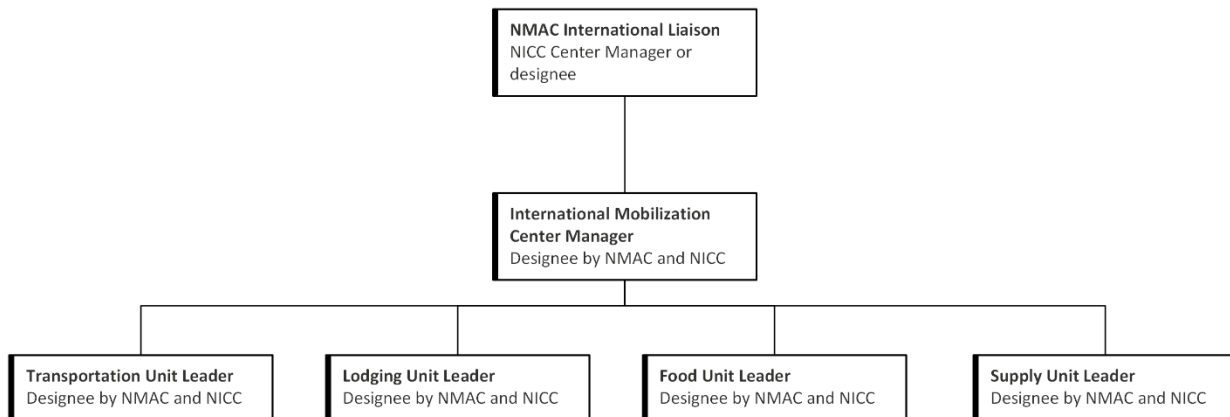 NMAC International Liaison
NICC Center Manager or
designee
International Mobilization
Center Manager
Designee by NMAC and NICC
Transportation Unit Leader
Designee by NMAC and NICC
Lodging Unit Leader
Designee by NMAC and NICC
Food Unit Leader
Designee by NMAC and NICC
Supply Unit Leader
Designee by NMAC and NICC